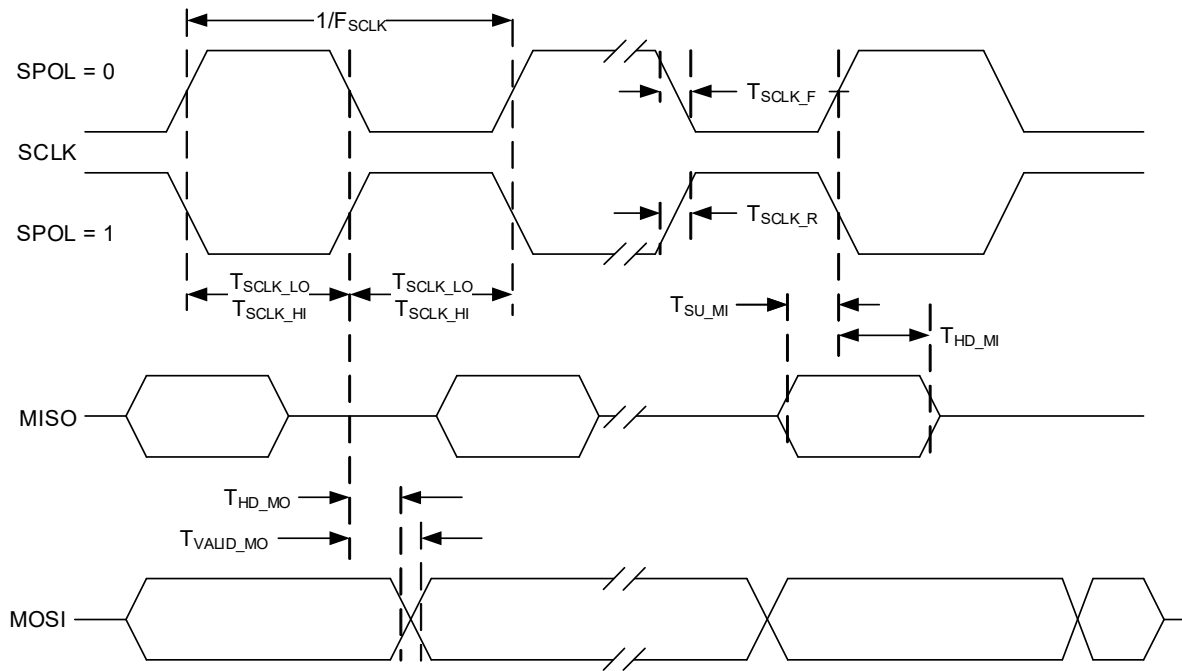 1/FSCLK
SPOL = 0
TSCLK_F
SCLK
SPOL = 1
TSCLK_R
TSCLK_LO
TSCLK_HI
TSCLK_LO
TSCLK_HI
TSU_MI
THD_MI
MISO
THD_MO
TVALID_MO
MOSI